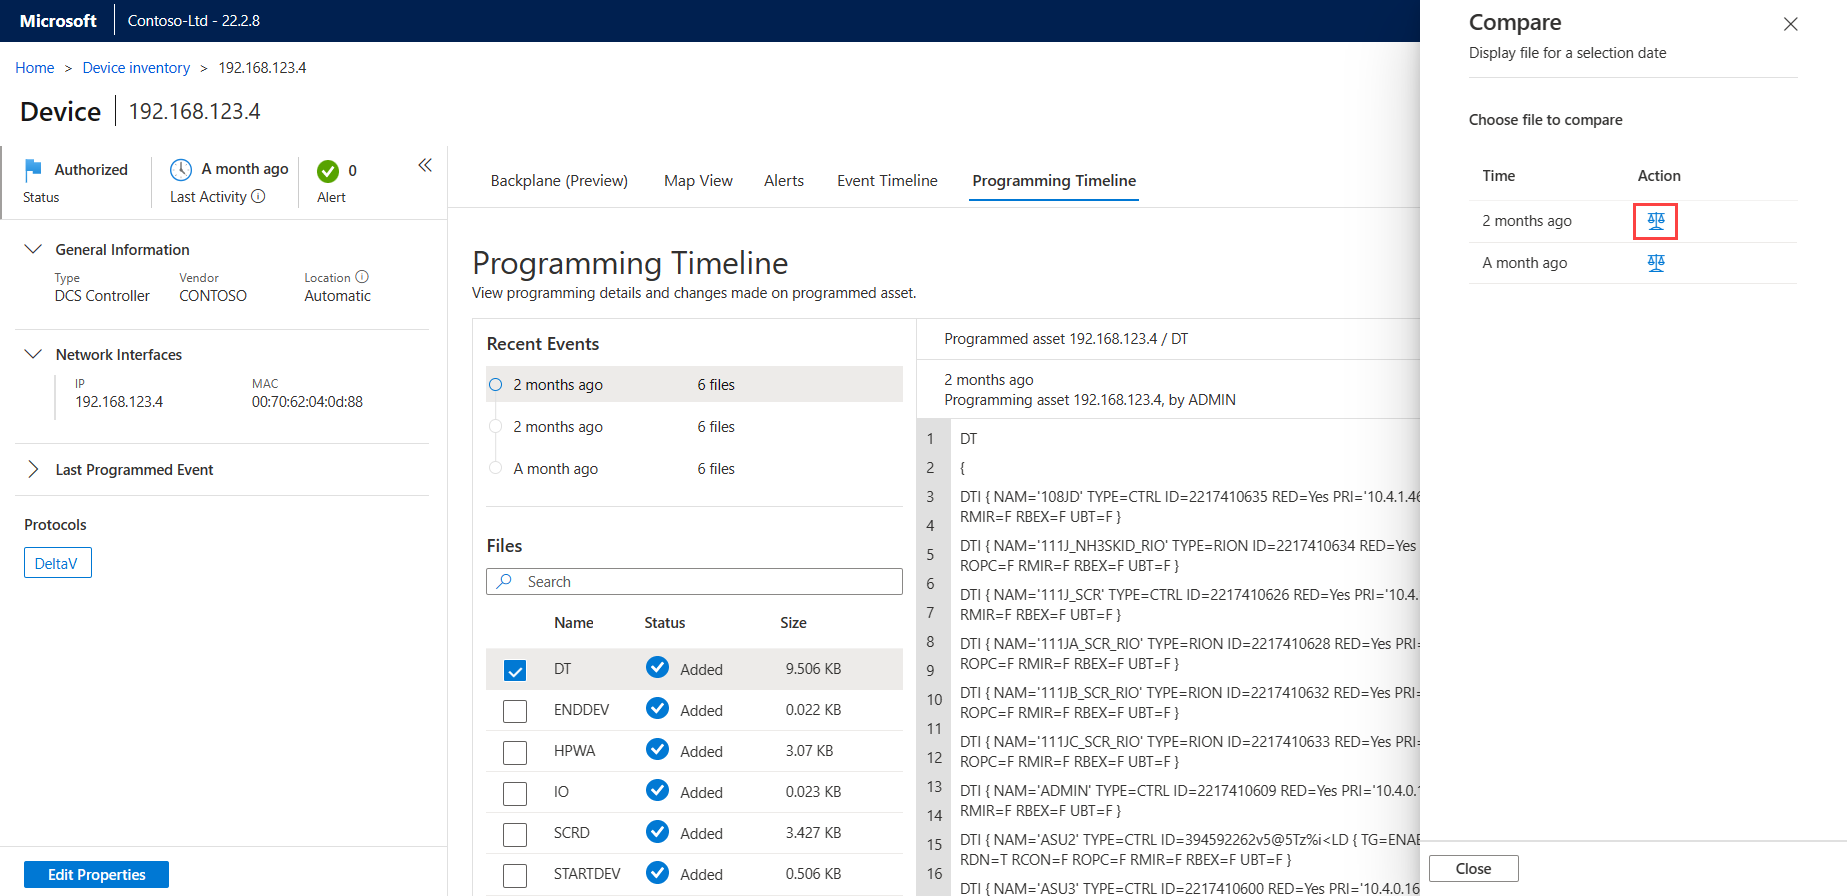 Microsoft
Contoso-Ltd - 22.2.8
Home > Device inventory > 192.168.123.4
Device
192.168.123.4
Authorized
Status
A month ago
Last Activity
0
Alert
General Information
Type
DCS Controller
Vendor
CONTOSO
Location
Automatic
Network Interfaces
IP
192.168.123.4
MAC
00:70:62:04:0d:88
Last Programmed Event
Protocols
DeltaV
Edit Properties
Backplane (Preview)
Map View
Alerts
Event Timeline
Programming Timeline
Programming Timeline
View programming details and changes made on programmed asset.
Recent Events
2 months ago 6 files
2 months ago 6 files
A month ago 6 files
Files
Search
Name Status Size
DT Added 9.506 KB
ENDDEV Added 0.022 KB
HPWA Added 3.07 KB
IO Added 0.023 KB
SCRD Added 3.427 KB
STARTDEV Added 0.506 KB
Programmed asset 192.168.123.4 / DT
2 months ago
Programming asset 192.168.123.4, by ADMIN
1 DT
2 {
3 DTI { NAM='108JD' TYPE=CTRL ID=2217410635 RED=Yes PRI='10.4.1.46
RMIR=F RBEX=F UBT=F }
4
5 DTI { NAM='111J_NH3SKID_RIO' TYPE=RION ID=2217410634 RED=Yes
ROPC=F RMIR=F RBEX=F UBT=F }
6 DTI { NAM='111J_SCR' TYPE=CTRL ID=2217410626 RED=Yes PRI='10.4.
7 RMIR=F RBEX=F UBT=F }
8 DTI { NAM='111JA_SCR_RIO' TYPE=RION ID=2217410628 RED=Yes PRI=
9 ROPC=F RMIR=F RBEX=F UBT=F }
10 DTI { NAM='111JB_SCR_RIO' TYPE=RION ID=2217410632 RED=Yes PRI=
ROPC=F RMIR=F RBEX=F UBT=F }
11 DTI { NAM='111JC_SCR_RIO' TYPE=RION ID=2217410633 RED=Yes PRI=
12 ROPC=F RMIR=F RBEX=F UBT=F }
13 DTI { NAM='ADMIN' TYPE=CTRL ID=2217410609 RED=Yes PRI='10.4.0.1
14 RMIR=F RBEX=F UBT=F }
15 DTI { NAM='ASU2' TYPE=CTRL ID=394592262v5@5Tz%i<LD { TG=ENAE
RDN=T RCON=F ROPC=F RMIR=F RBEX=F UBT=F }
16 DTI { NAM='ASU3' TYPE=CTRL ID=2217410600 RED=Yes PRI='10.4.0.16
Compare
Display file for a selection date
Choose file to compare
Time Action
2 months ago
A month ago
Close